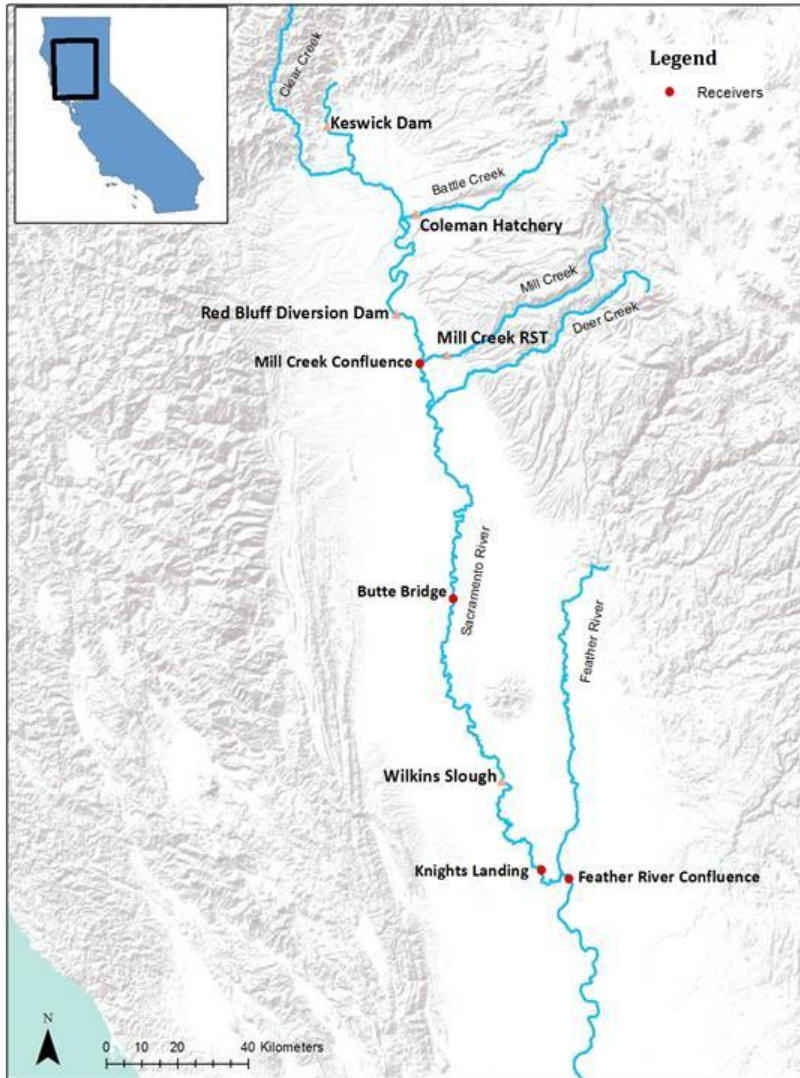 Legend
Receivers
Clear Creek
Keswick Dam
Battle Creek
Coleman Hatchery
Mill Creek
Red Bluff Diversion Dam
Deer Creek
Mill Creek RST
Mill Creek Confluence
Sacramento River
Butte Bridge
Feather River
Wilkins Slough
Knights Landing
Feather River Confluence
N
0 10 20 40 Kilometers